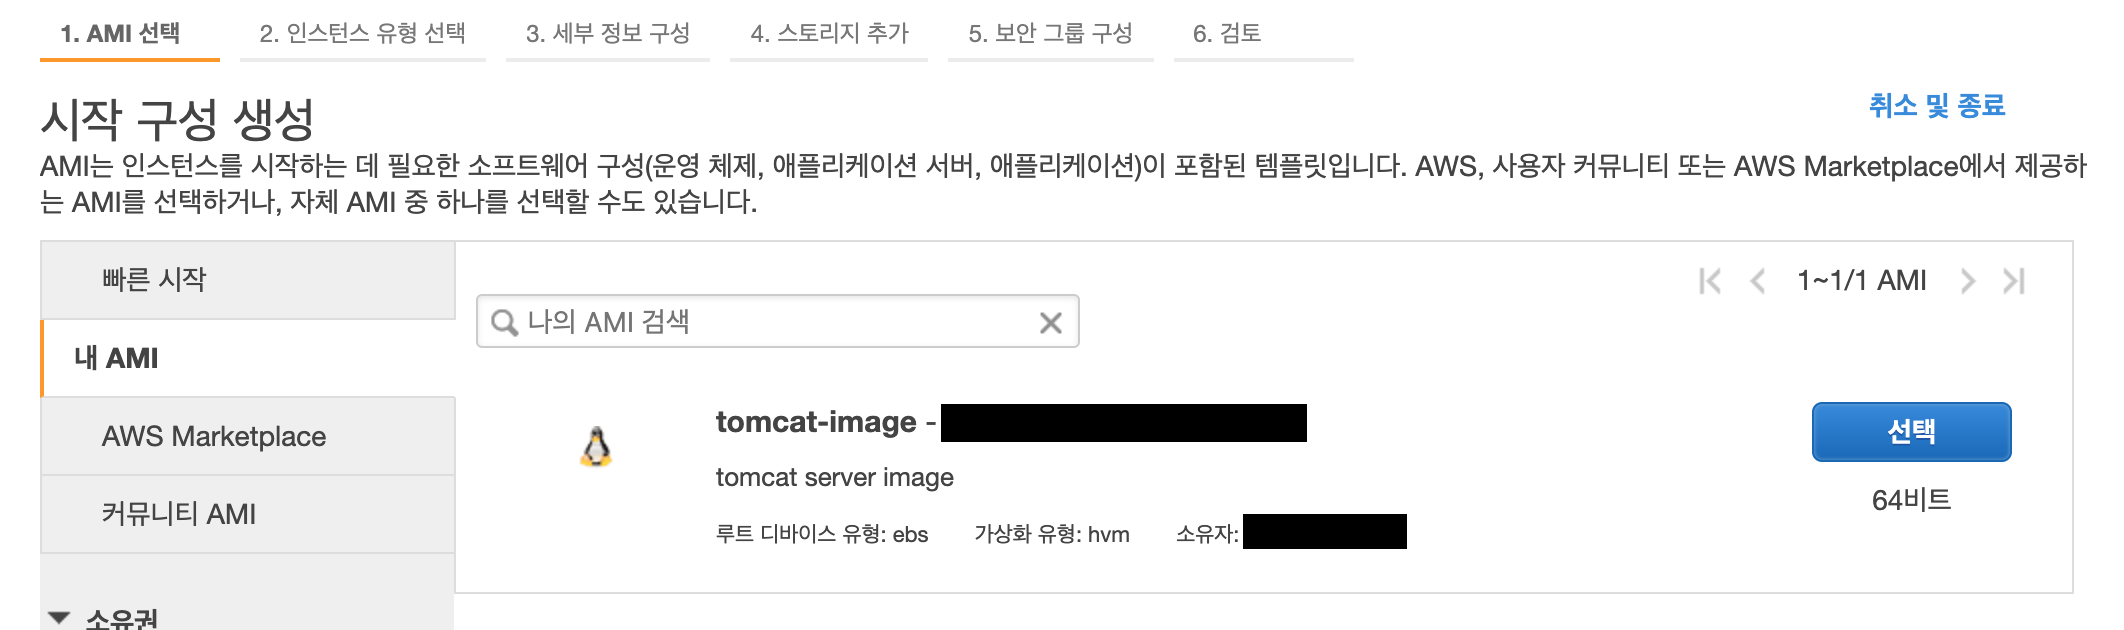 1. AMI 선택 2. 인스턴스 유형 선택 3. 세부 정보 구성 4. 스토리지 추가 5. 보안 그룹 구성 6. 검토
시작 구성 생성
취소 및 종료
AMI는 인스턴스를 시작하는 데 필요한 소프트웨어 구성(운영 체제, 애플리케이션 서버, 애플리케이션)이 포함된 템플릿입니다. AWS, 사용자 커뮤니티 또는 AWS Marketplace에서 제공하
는 AMI를 선택하거나, 자체 AMI 중 하나를 선택할 수도 있습니다.
빠른 시작
내 AMI
AWS Marketplace
커뮤니티 AMI
소유권
1~1/1 AMI
나의 AMI 검색
tomcat-image -
tomcat server image
루트 디바이스 유형: ebs 가상화 유형: hvm 소유자:
선택
64비트